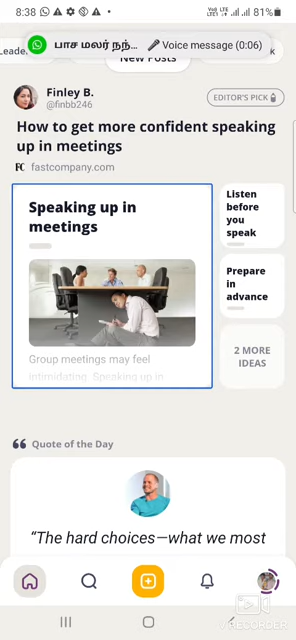 8:38
81%
Leade
பாச மலர் நந்...
Voice message (0:06)
k
New Posts
Finley B.
@finbb246
EDITOR'S PICK
How to get more confident speaking
up in meetings
FC fastcompany.com
Speaking up in
meetings
Group meetings may feel
intimidating. Speaking up in
Listen
before
you
speak
Prepare
in
advance
2 MORE
IDEAS
Quote of the Day
“The hard choices—what we most
RECORDER